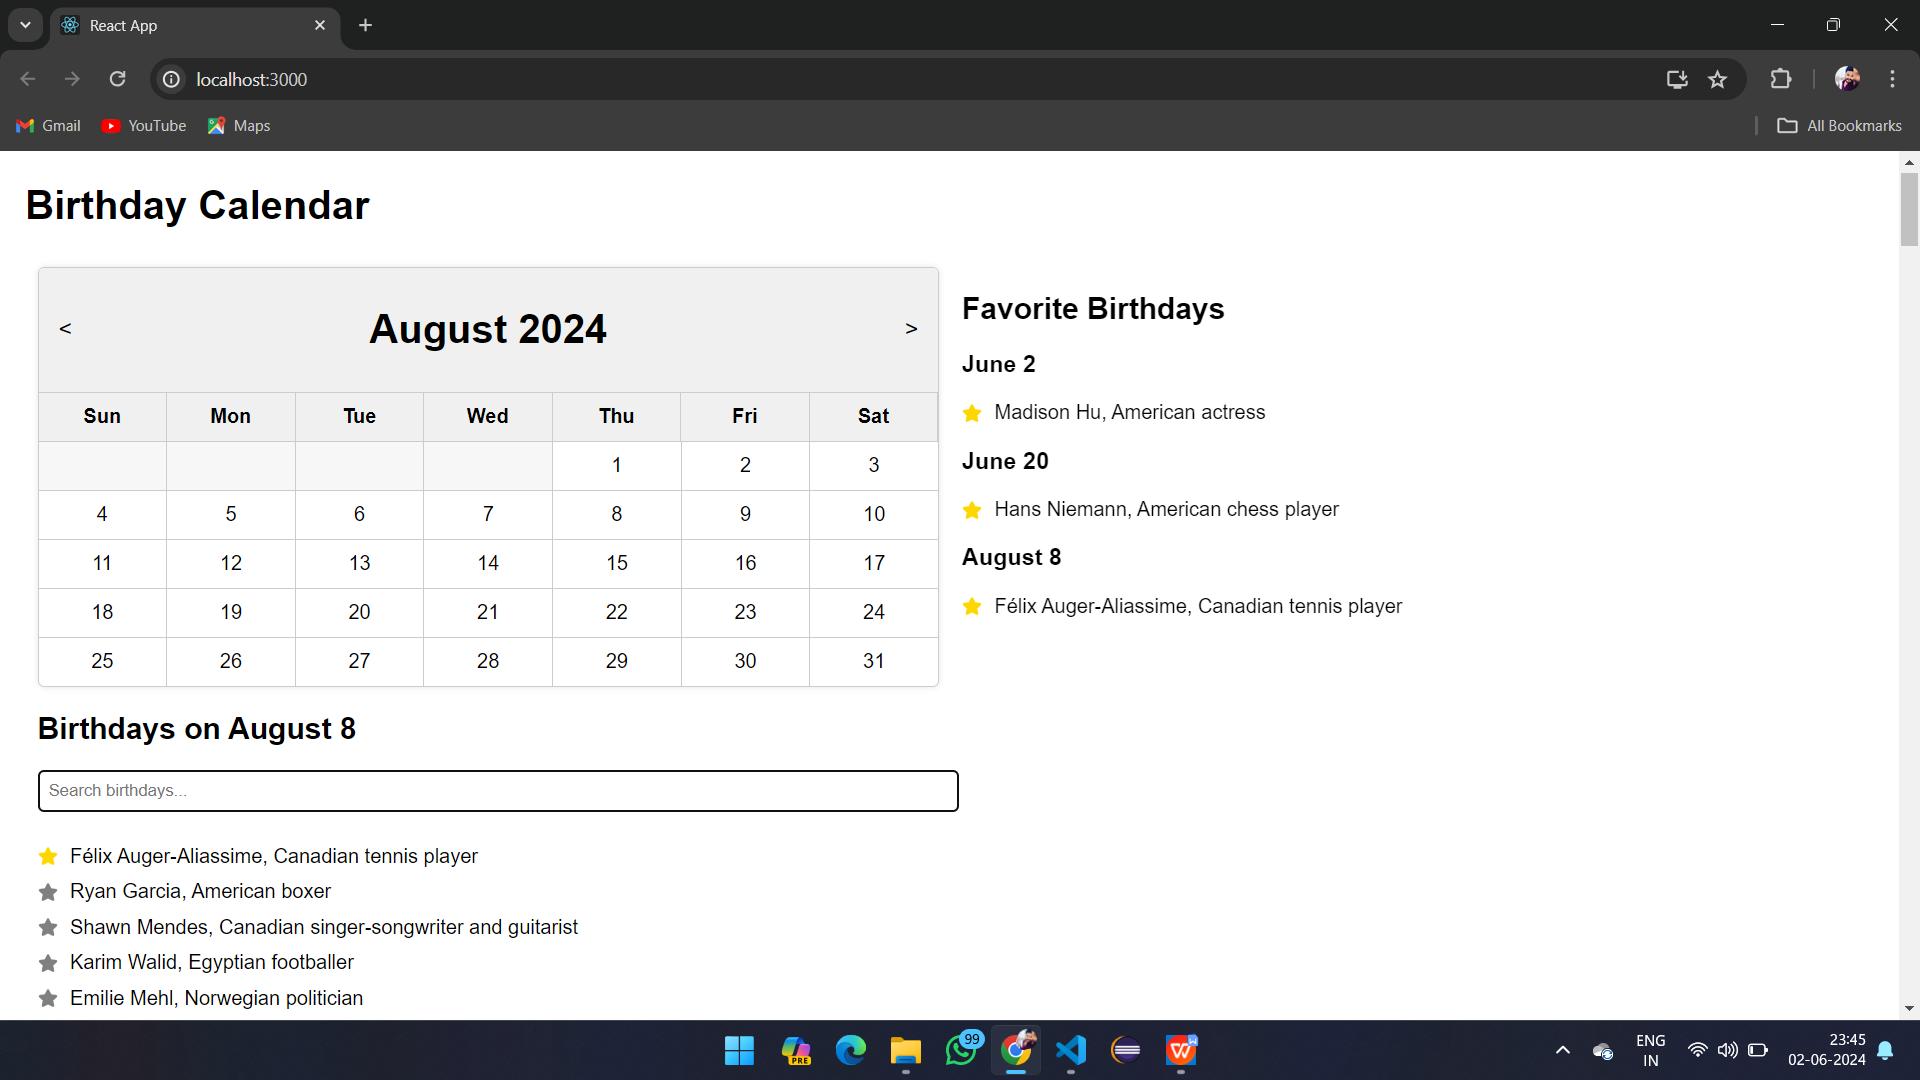 React App
localhost:3000
Gmail YouTube Maps All Bookmarks
Birthday Calendar
< August 2024 >
Sun Mon Tue Wed Thu Fri Sat
1 2 3
4 5 6 7 8 9 10
11 12 13 14 15 16 17
18 19 20 21 22 23 24
25 26 27 28 29 30 31
Birthdays on August 8
Search birthdays...
Félix Auger-Aliassime, Canadian tennis player
Ryan Garcia, American boxer
Shawn Mendes, Canadian singer-songwriter and guitarist
Karim Walid, Egyptian footballer
Emilie Mehl, Norwegian politician
Favorite Birthdays
June 2
Madison Hu, American actress
June 20
Hans Niemann, American chess player
August 8
Félix Auger-Aliassime, Canadian tennis player
PRE
99
W
ENG
IN
23:45
02-06-2024